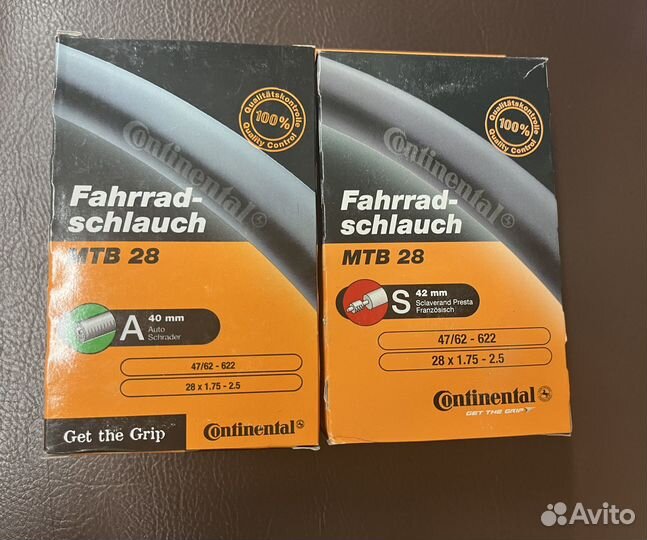 Qualitätskontrolle
100%
Quality Control
Continental
Fahrrad-
schlauch
MTB 28
A
40 mm
Auto
Schrader
47/62 - 622
28 x 1.75 - 2.5
Get the Grip
Continental
Qualitätskontrolle
100%
Quality Control
Continental
Fahrrad-
schlauch
MTB 28
S
42 mm
Sclaverand Presta
Französisch
47/62 - 622
28 x 1.75 - 2.5
Continental
GET THE GRIP
Avito